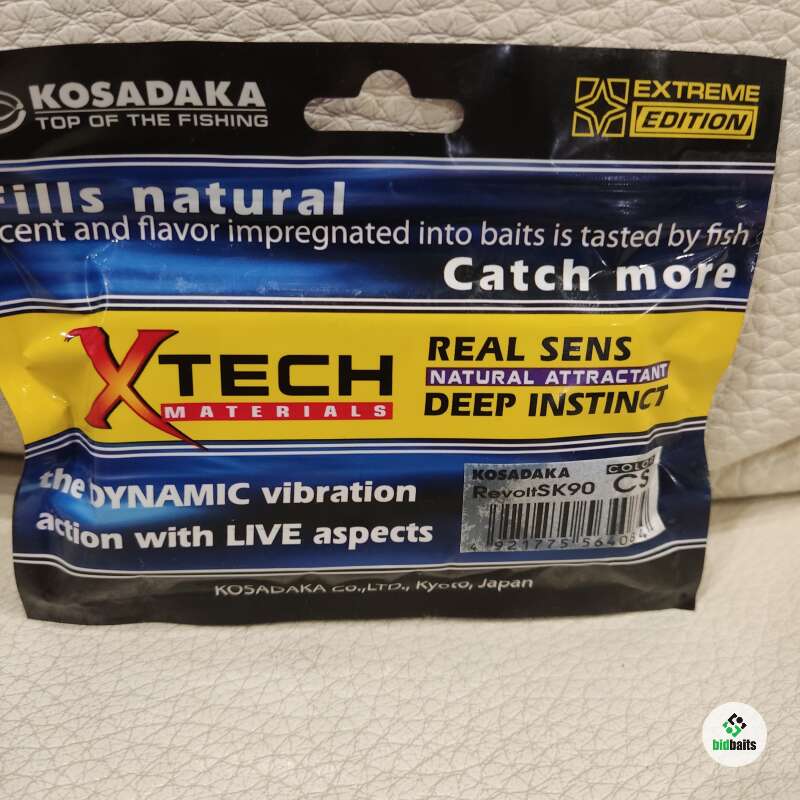 KOSADAKA
TOP OF THE FISHING
EXTREME
EDITION
Fills natural
cent and flavor impregnated into baits is tasted by fish
Catch more
XTECH
MATERIALS
REAL SENS
NATURAL ATTRACTANT
DEEP INSTINCT
the DYNAMIC vibration
action with LIVE aspects
KOSADAKA
RevoltSK90
COLOR
CS
4 921775 564084
KOSADAKA CO.,LTD., Kyoto, Japan
bidbaits